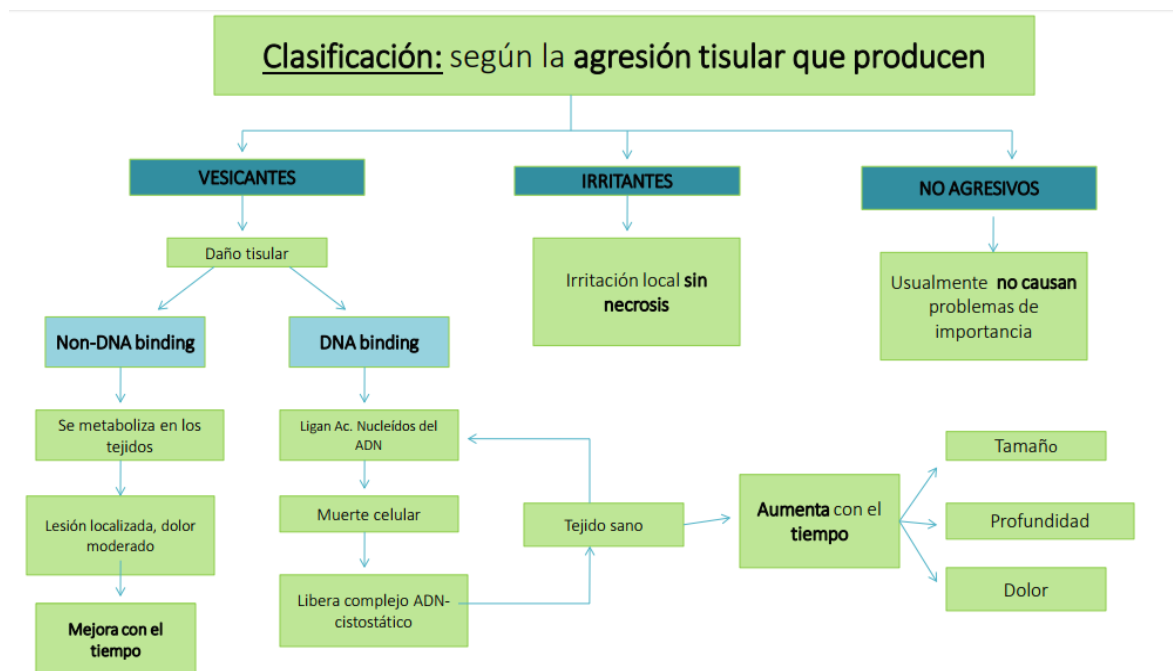 Clasificación: según la agresión tisular que producen
VESICANTES
IRRITANTES
NO AGRESIVOS
Daño tisular
Irritación local sin
necrosis
Usualmente no causan
problemas de
importancia
Non-DNA binding
DNA binding
Se metaboliza en los
tejidos
Ligan Ac. Nucleídos del
ADN
Lesión localizada, dolor
moderado
Muerte celular
Mejora con el
tiempo
Libera complejo ADN-
cistostático
Tejido sano
Aumenta con el
tiempo
Tamaño
Profundidad
Dolor